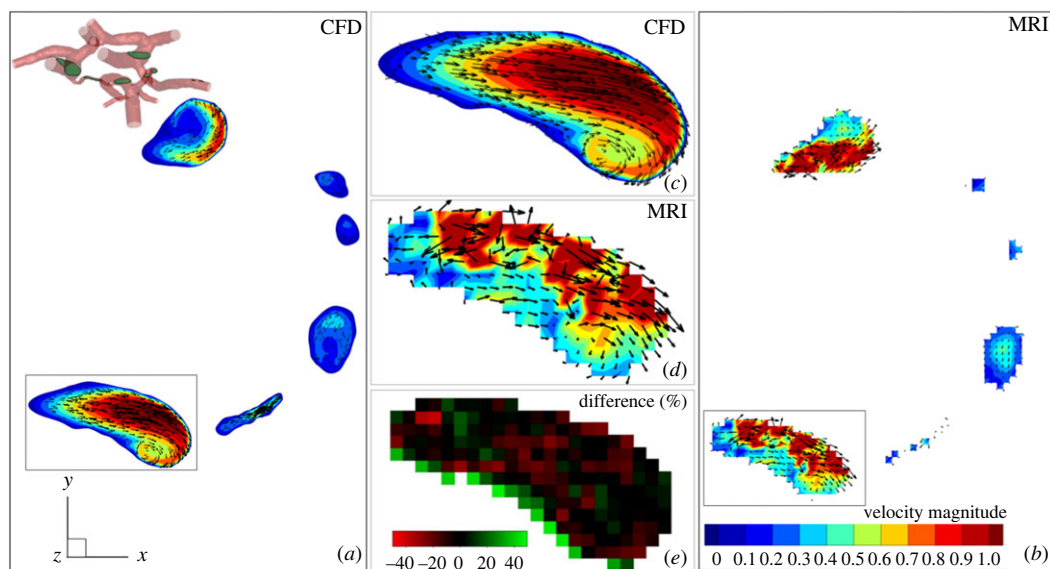 CFD
y
z
x
(a)
CFD
(c)
MRI
(d)
difference (%)
−40 −20 0 20 40
(e)
MRI
velocity magnitude
0 0.1 0.2 0.3 0.4 0.5 0.6 0.7 0.8 0.9 1.0
(b)